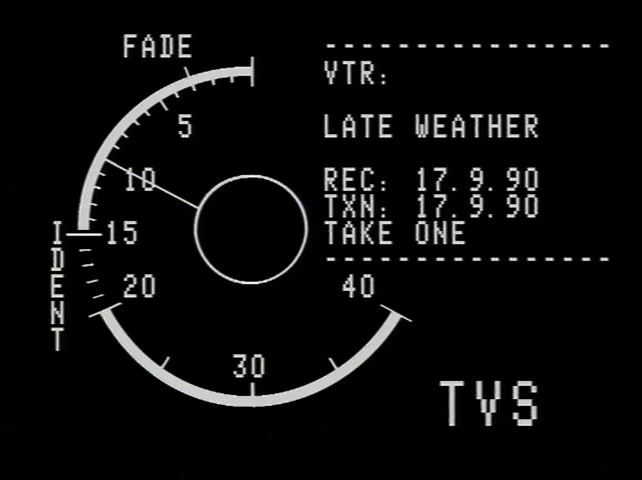 FADE
----------------
VTR:
5
LATE WEATHER
10
REC: 17.9.90
TXN: 17.9.90
15
TAKE ONE
----------------
IDENT
20
40
30
TVS